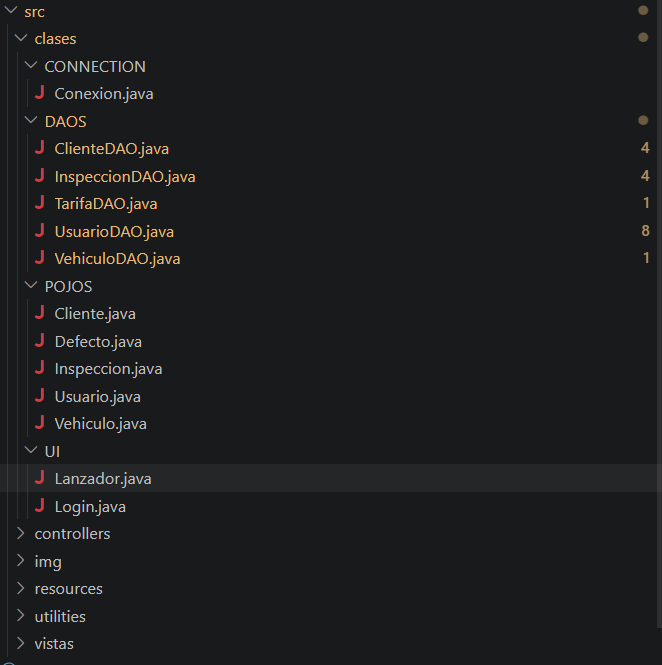 src
clases
CONNECTION
J Conexion.java
DAOS
J ClienteDAO.java 4
J InspeccionDAO.java 4
J TarifaDAO.java 1
J UsuarioDAO.java 8
J VehiculoDAO.java 1
POJOS
J Cliente.java
J Defecto.java
J Inspeccion.java
J Usuario.java
J Vehiculo.java
UI
J Lanzador.java
J Login.java
controllers
img
resources
utilities
vistas